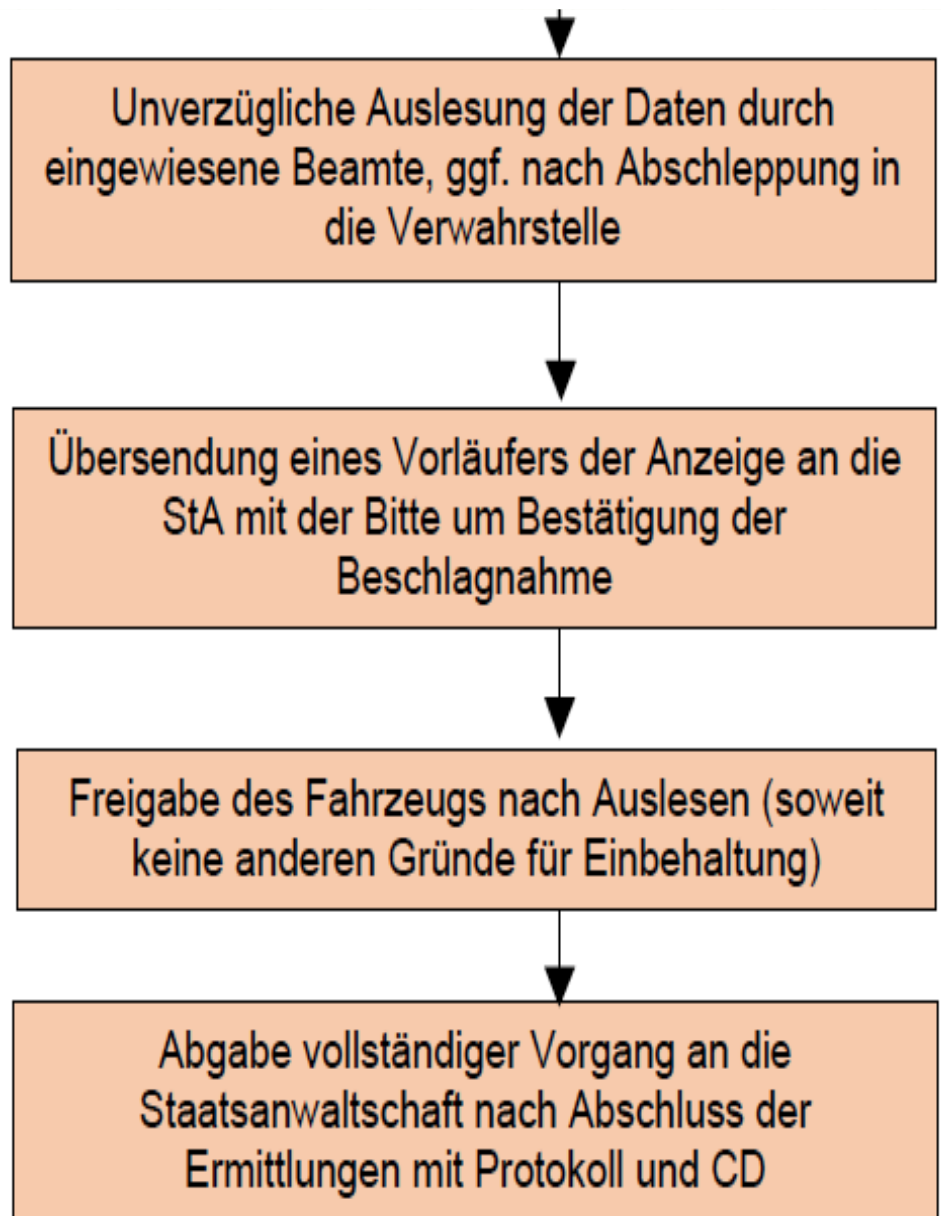 Unverzügliche Auslesung der Daten durch
eingewiesene Beamte, ggf. nach Abschleppung in
die Verwahrstelle
Übersendung eines Vorläufers der Anzeige an die
StA mit der Bitte um Bestätigung der
Beschlagnahme
Freigabe des Fahrzeugs nach Auslesen (soweit
keine anderen Gründe für Einbehaltung)
Abgabe vollständiger Vorgang an die
Staatsanwaltschaft nach Abschluss der
Ermittlungen mit Protokoll und CD